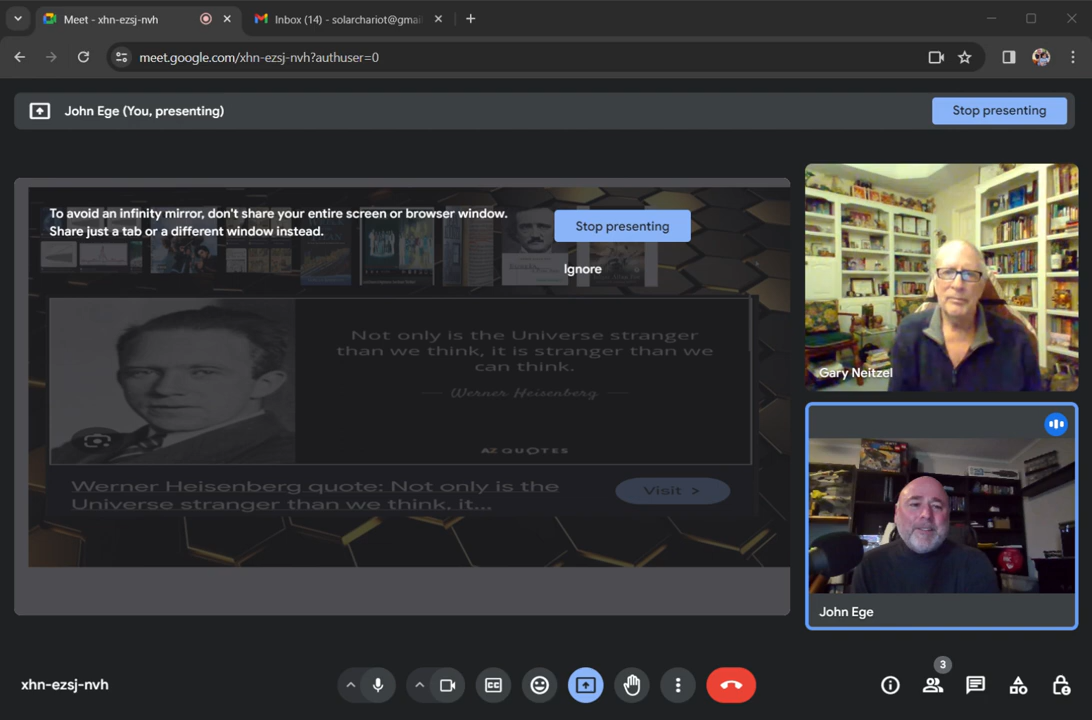 Meet - xhn-ezsj-nvh
Inbox (14) - solarchariot@gmai
meet.google.com/xhn-ezsj-nvh?authuser=0
John Ege (You, presenting)
Stop presenting
To avoid an infinity mirror, don't share your entire screen or browser window.
Share just a tab or a different window instead.
Stop presenting
Ignore
Not only is the Universe stranger
than we think, it is stranger than we
can think.
Werner Heisenberg
AZ QUOTES
Werner Heisenberg quote: Not only is the
Universe stranger than we think, it...
Visit >
Gary Neitzel
John Ege
xhn-ezsj-nvh
CC
3